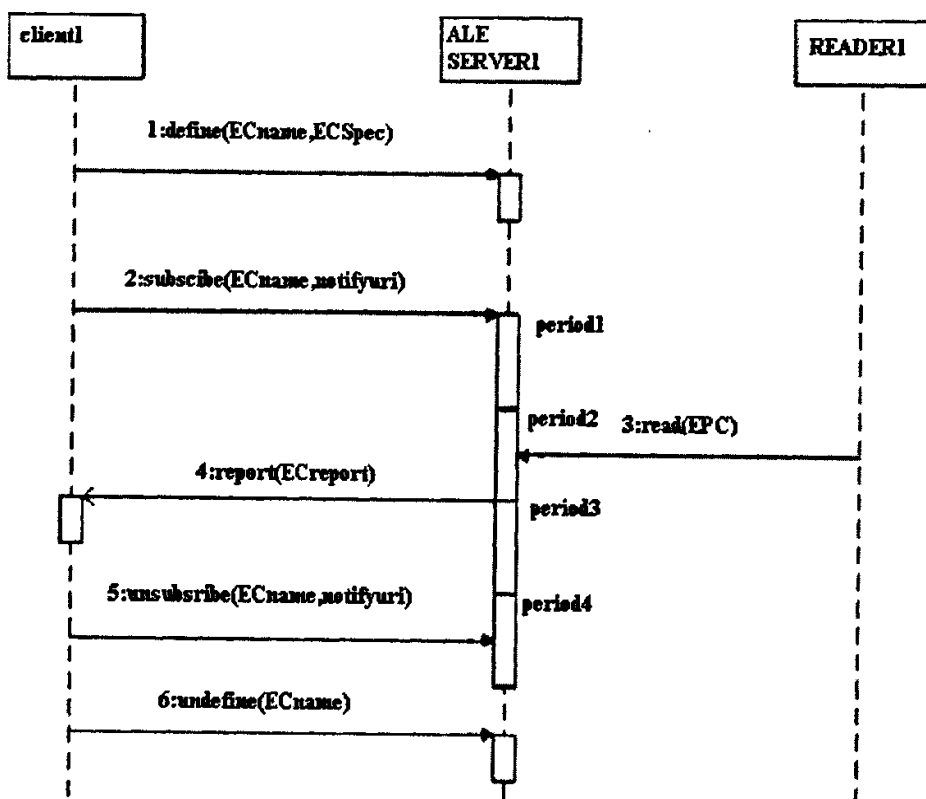 client1
ALE
SERVER1
READER1
1:define(ECname,ECSpec)
2:subscibe(ECname,notifyuri)
period1
period2
3:read(EPC)
4:report(ECreport)
period3
5:unsubsribe(ECname,notifyuri)
period4
6:undefine(ECname)